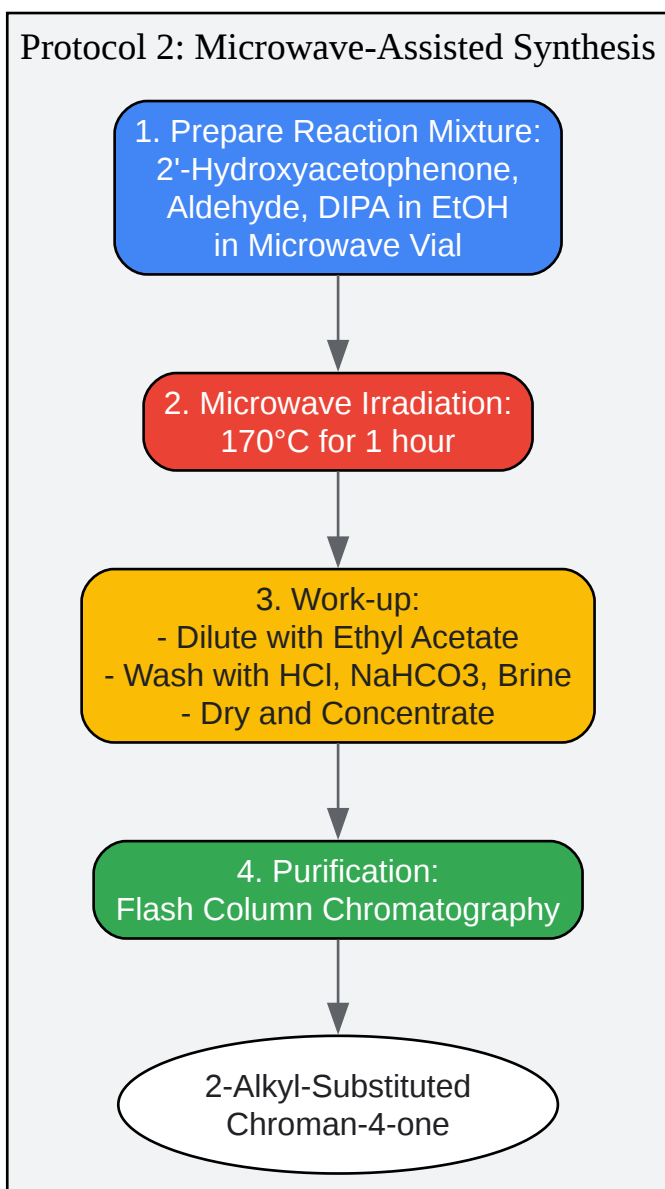 Protocol 2: Microwave-Assisted Synthesis
1. Prepare Reaction Mixture:
2'-Hydroxyacetophenone,
Aldehyde, DIPA in EtOH
in Microwave Vial
2. Microwave Irradiation:
170°C for 1 hour
3. Work-up:
- Dilute with Ethyl Acetate
- Wash with HCl, NaHCO3, Brine
- Dry and Concentrate
4. Purification:
Flash Column Chromatography
2-Alkyl-Substituted
Chroman-4-one